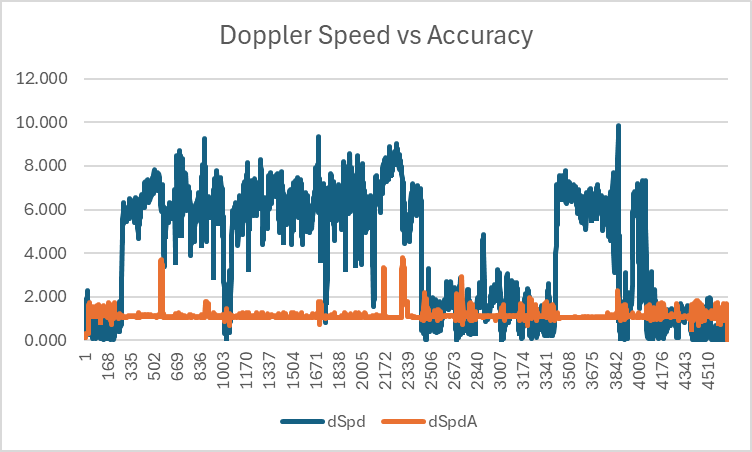 Doppler Speed vs Accuracy
12.000
10.000
8.000
6.000
4.000
2.000
0.000
1 168 335 502 669 836 1003 1170 1337 1504 1671 1838 2005 2172 2339 2506 2673 2840 3007 3174 3341 3508 3675 3842 4009 4176 4343 4510
dSpd dSpdA